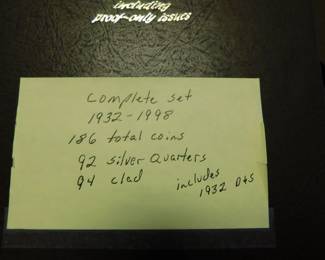 including
proof-only issues
complete set
1932-1998
186 total coins
92 silver Quarters
94 clad includes
1932 D+S